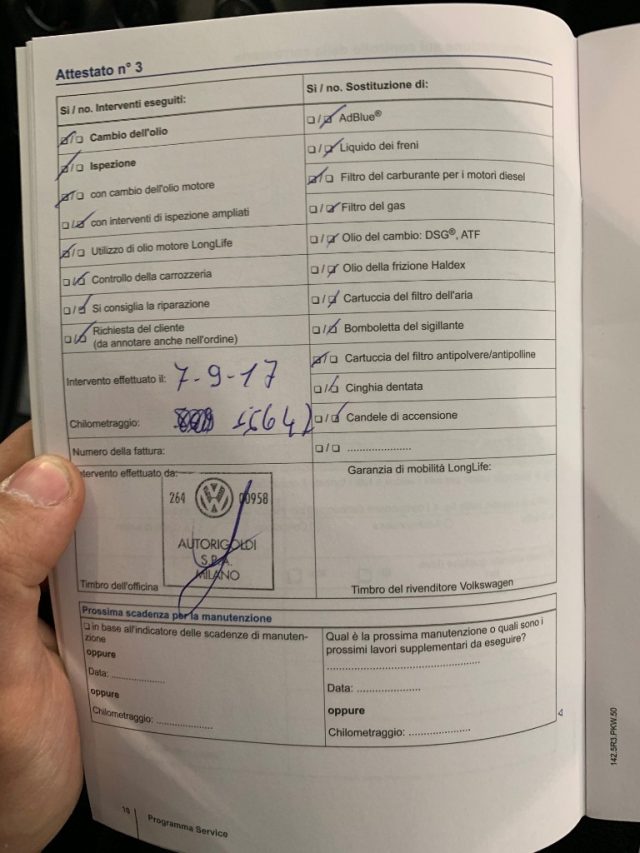 Attestato n° 3
Sì / no. Interventi eseguiti:
❑/❑ Cambio dell'olio
❑/❑ Ispezione
❑/❑ con cambio dell'olio motore
❑/❑ con interventi di ispezione ampliati
❑/❑ Utilizzo di olio motore LongLife
❑/❑ Controllo della carrozzeria
❑/❑ Si consiglia la riparazione
❑/❑ Richiesta del cliente
(da annotare anche nell'ordine)
Intervento effettuato il: 7-9-17
Chilometraggio:
Numero della fattura:
Intervento effettuato da:
264 00958
AUTORIGOLDI
S.P.A.
MILANO
Timbro dell'officina
Sì / no. Sostituzione di:
❑/❑ AdBlue®
❑/❑ Liquido dei freni
❑/❑ Filtro del carburante per i motori diesel
❑/❑ Filtro del gas
❑/❑ Olio del cambio: DSG®, ATF
❑/❑ Olio della frizione Haldex
❑/❑ Cartuccia del filtro dell'aria
❑/❑ Bomboletta del sigillante
❑/❑ Cartuccia del filtro antipolvere/antipolline
❑/❑ Cinghia dentata
❑/❑ Candele di accensione
❑/❑ .....................
Garanzia di mobilità LongLife:
Timbro del rivenditore Volkswagen
Prossima scadenza per la manutenzione
❑ in base all'indicatore delle scadenze di manuten-
zione
oppure
Data: ..................
oppure
Chilometraggio: ...................
Qual è la prossima manutenzione o quali sono i
prossimi lavori supplementari da eseguire?
Data: .....................
oppure
Chilometraggio: .....................
10 Programma Service
142.5R3.PKW.50